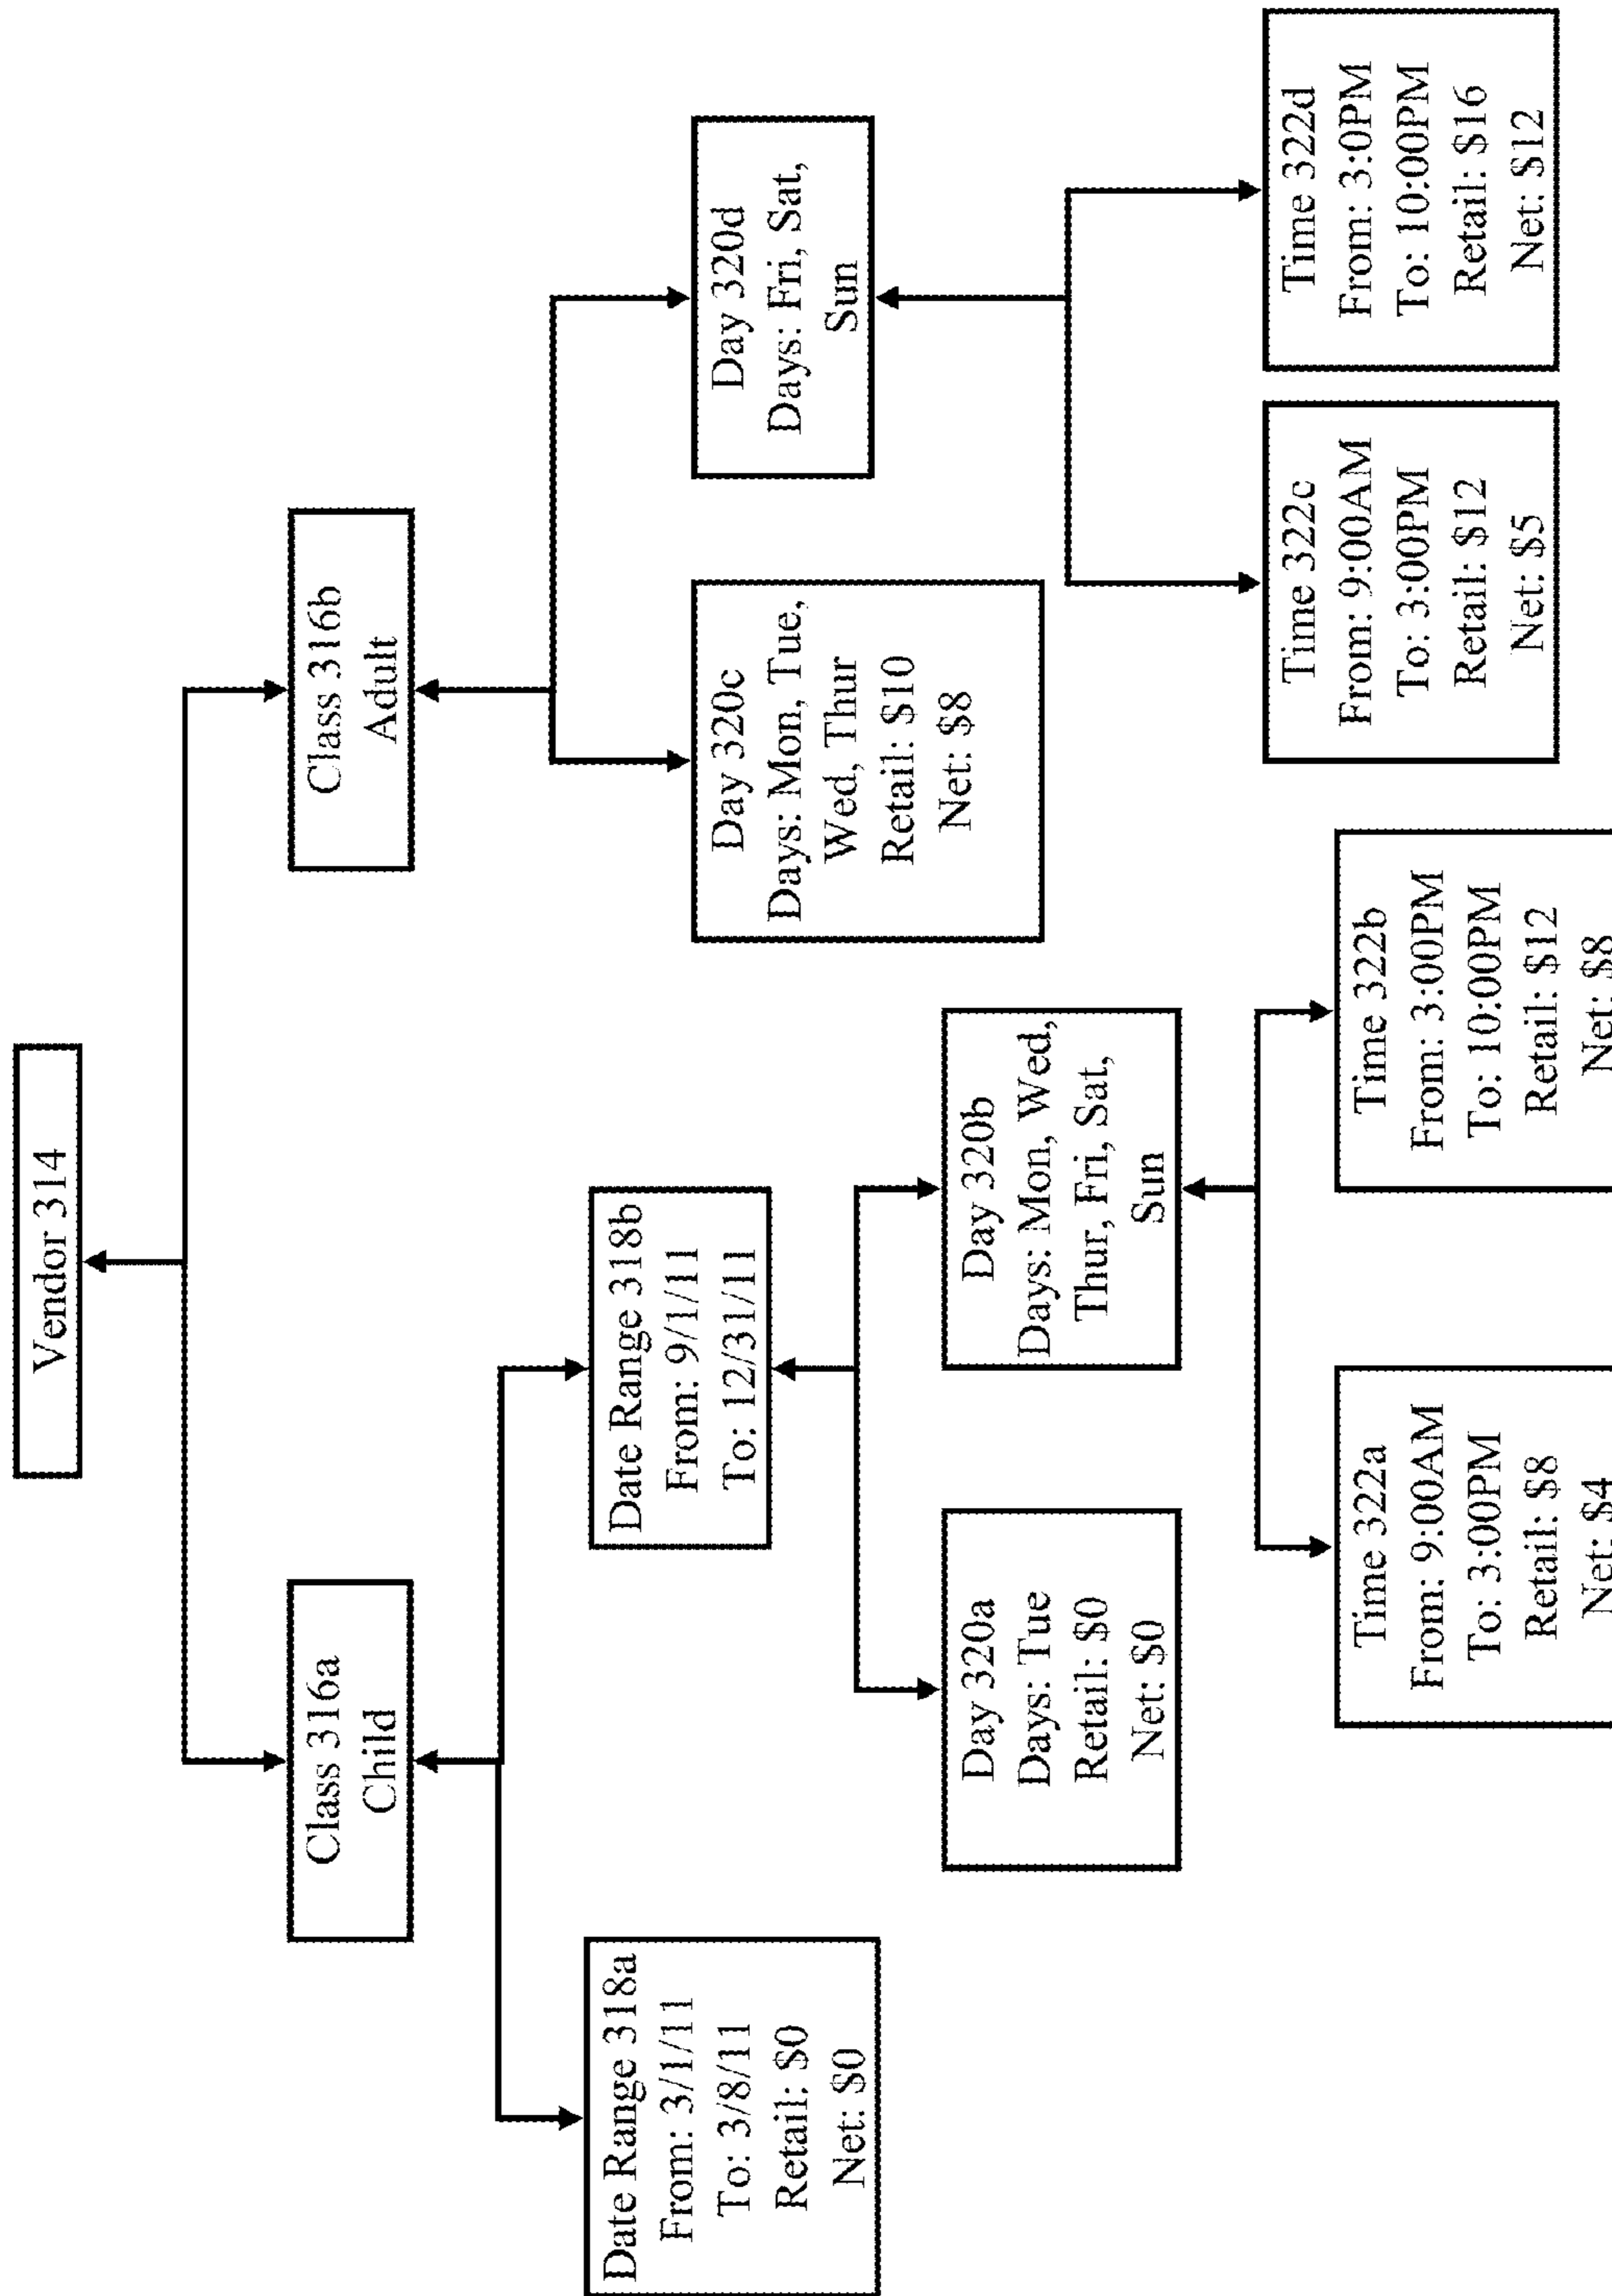 Vendor 314
Class 316a
Child
Class 316b
Adult
Date Range 318a
From: 3/1/11
To: 3/8/11
Retail: $0
Net: $0
Date Range 318b
From: 9/1/11
To: 12/31/11
Day 320c
Days: Mon, Tue,
Wed, Thur
Retail: $10
Net: $8
Day 320d
Days: Fri, Sat,
Sun
Day 320a
Days: Tue
Retail: $0
Net: $0
Day 320b
Days: Mon, Wed,
Thur, Fri, Sat,
Sun
Time 322a
From: 9:00AM
To: 3:00PM
Retail: $8
Net: $4
Time 322b
From: 3:00PM
To: 10:00PM
Retail: $12
Net: $8
Time 322c
From: 9:00AM
To: 3:00PM
Retail: $12
Net: $5
Time 322d
From: 3:0PM
To: 10:00PM
Retail: $16
Net: $12